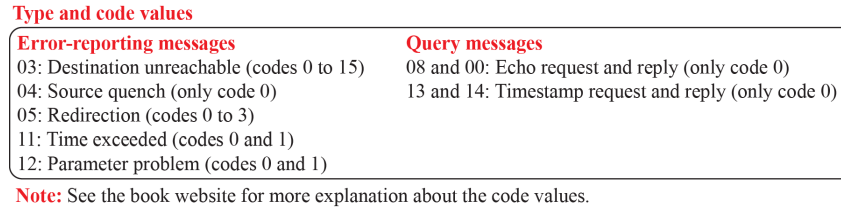 Type and code values
Error-reporting messages
03: Destination unreachable (codes 0 to 15)
04: Source quench (only code 0)
05: Redirection (codes 0 to 3)
11: Time exceeded (codes 0 and 1)
12: Parameter problem (codes 0 and 1)
Query messages
08 and 00: Echo request and reply (only code 0)
13 and 14: Timestamp request and reply (only code 0)
Note: See the book website for more explanation about the code values.